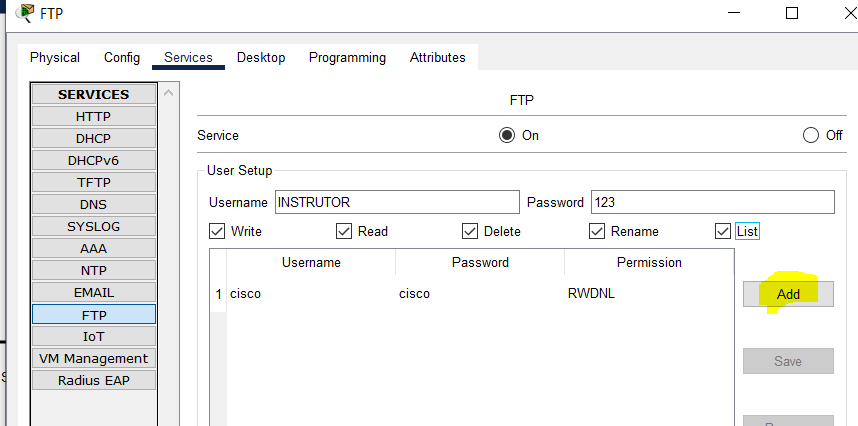 FTP
Physical Config Services Desktop Programming Attributes
SERVICES
HTTP
DHCP
DHCPv6
TFTP
DNS
SYSLOG
AAA
NTP
EMAIL
FTP
IoT
VM Management
Radius EAP
FTP
Service On Off
User Setup
Username INSTRUTOR Password 123
Write Read Delete Rename List
Username Password Permission
1 cisco cisco RWDNL
Add
Save